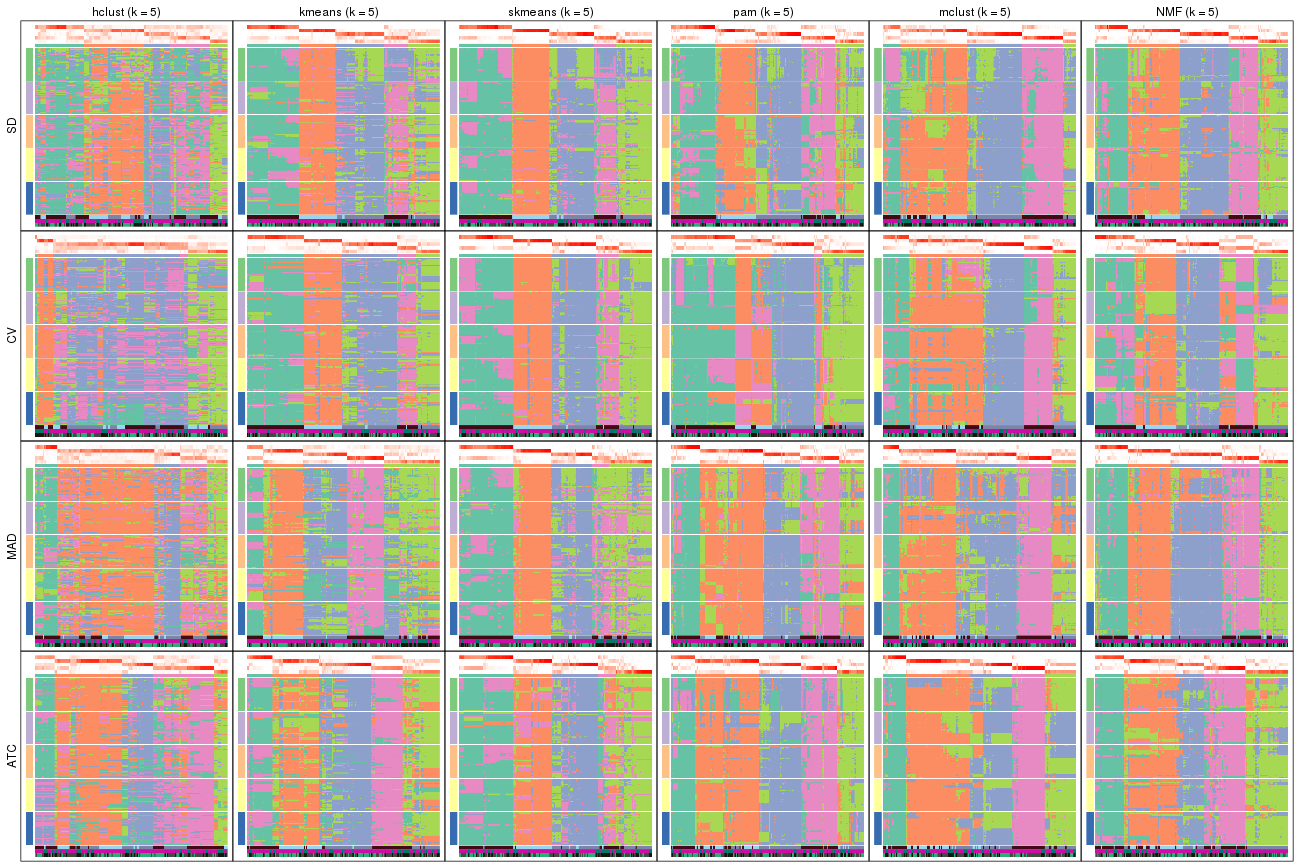 hclust (k = 5) kmeans (k = 5) skmeans (k = 5) pam (k = 5) mclust (k = 5) NMF (k = 5)
SD
CV
MAD
ATC